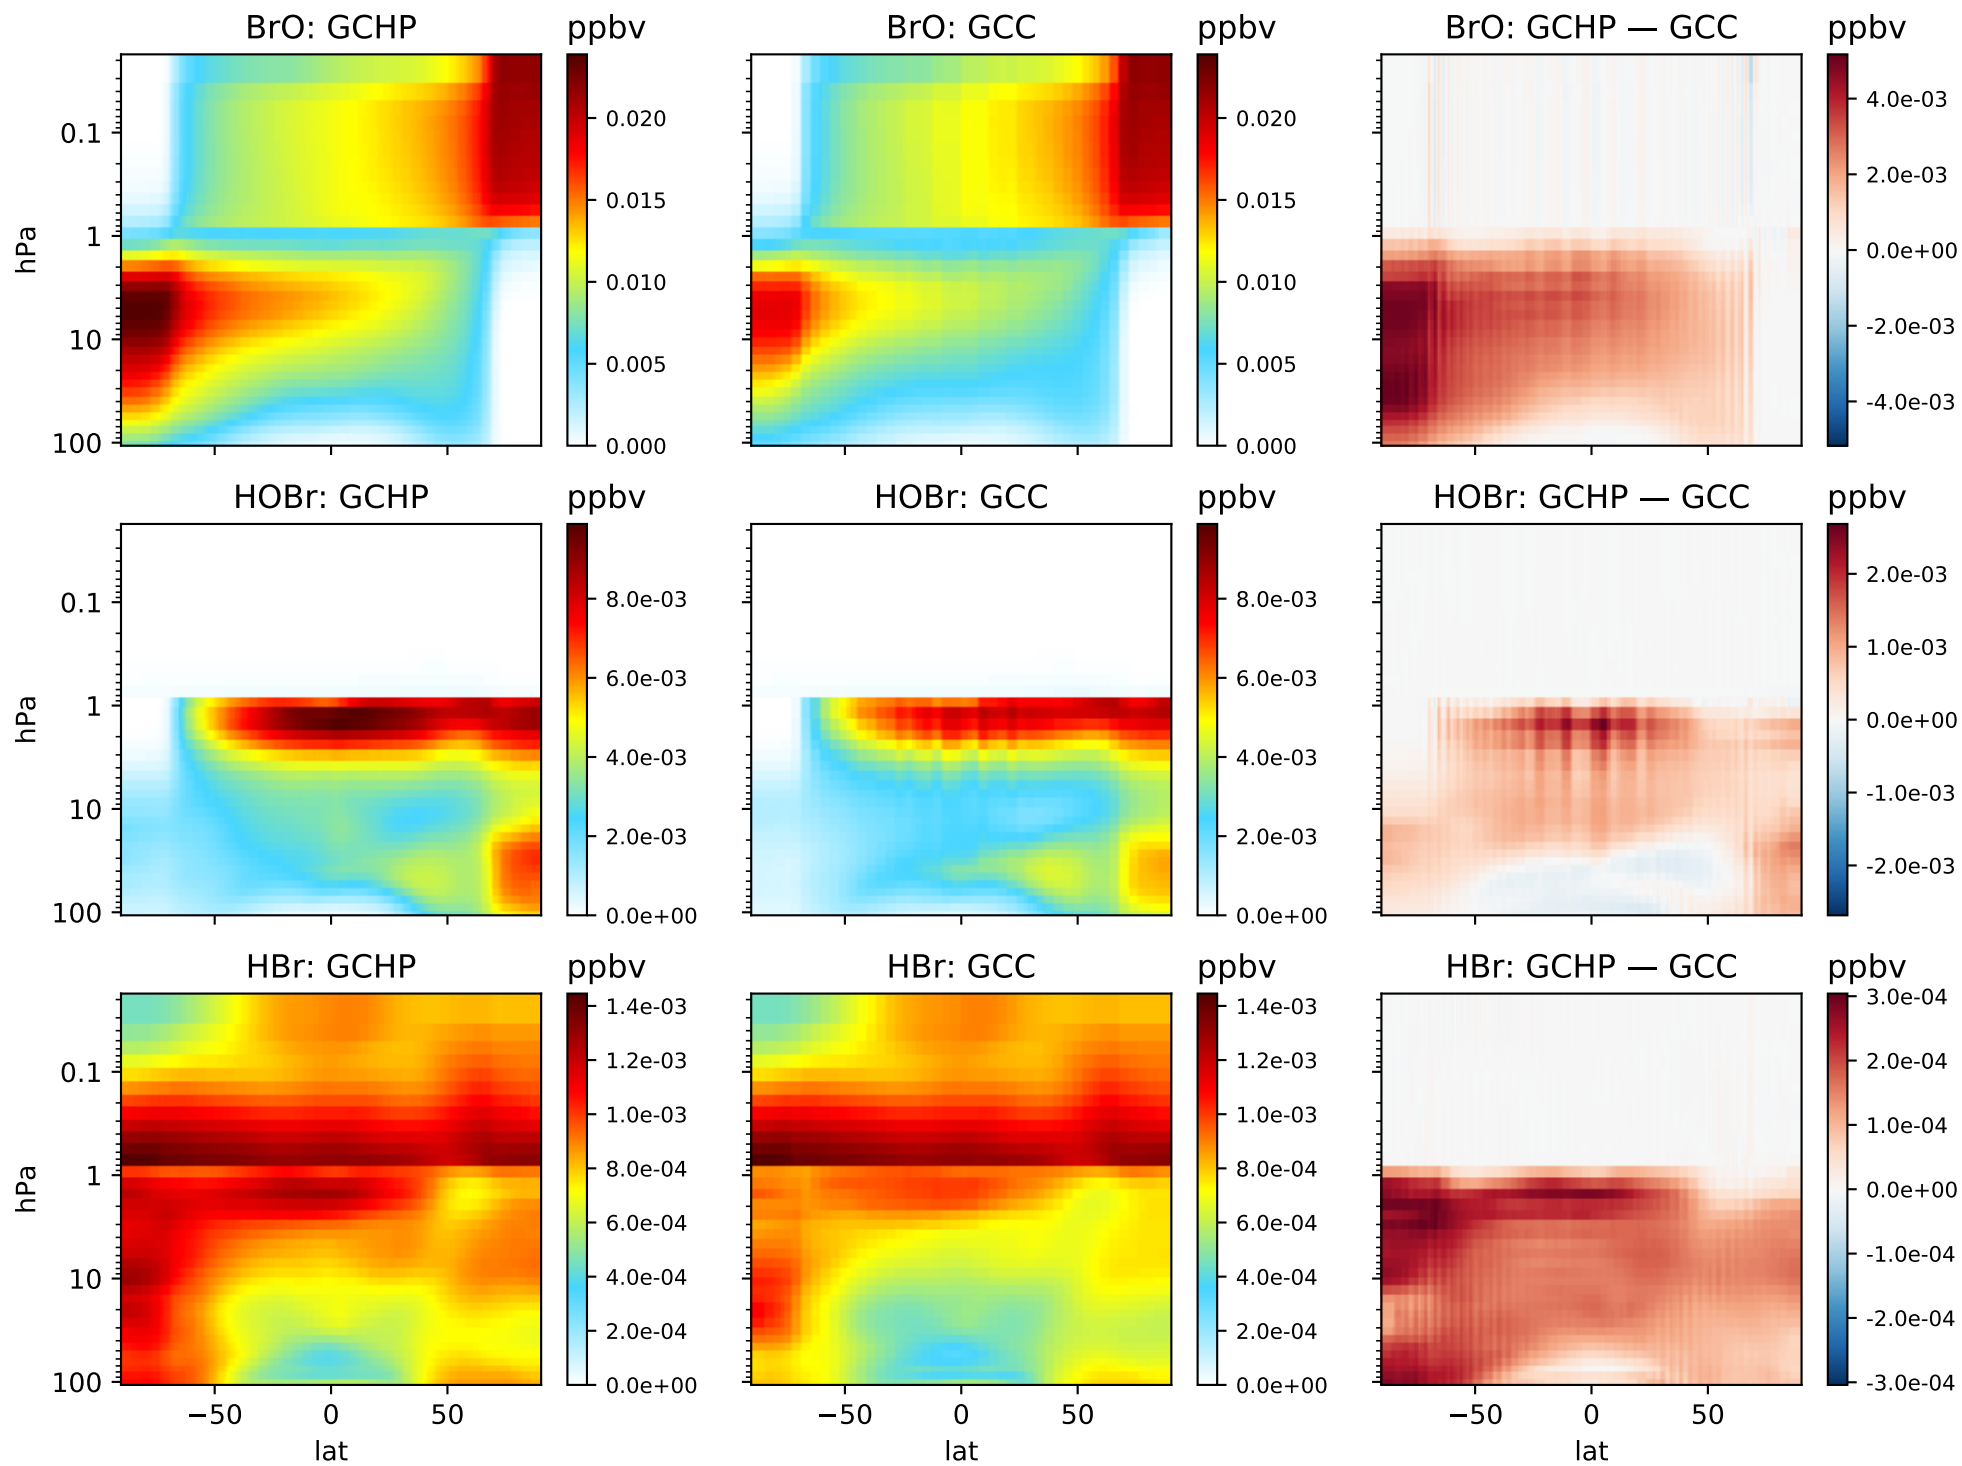 BrO: GCHP
ppbv
BrO: GCC
ppbv
BrO: GCHP — GCC
ppbv
hPa
0.1
1
10
100
0.020
0.015
0.010
0.005
0.000
0.020
0.015
0.010
0.005
0.000
4.0e-03
2.0e-03
0.0e+00
-2.0e-03
-4.0e-03
HOBr: GCHP
ppbv
HOBr: GCC
ppbv
HOBr: GCHP — GCC
ppbv
hPa
0.1
1
10
100
8.0e-03
6.0e-03
4.0e-03
2.0e-03
0.0e+00
8.0e-03
6.0e-03
4.0e-03
2.0e-03
0.0e+00
2.0e-03
1.0e-03
0.0e+00
-1.0e-03
-2.0e-03
HBr: GCHP
ppbv
HBr: GCC
ppbv
HBr: GCHP — GCC
ppbv
hPa
0.1
1
10
100
1.4e-03
1.2e-03
1.0e-03
8.0e-04
6.0e-04
4.0e-04
2.0e-04
0.0e+00
1.4e-03
1.2e-03
1.0e-03
8.0e-04
6.0e-04
4.0e-04
2.0e-04
0.0e+00
3.0e-04
2.0e-04
1.0e-04
0.0e+00
-1.0e-04
-2.0e-04
-3.0e-04
−50 0 50
−50 0 50
−50 0 50
lat
lat
lat